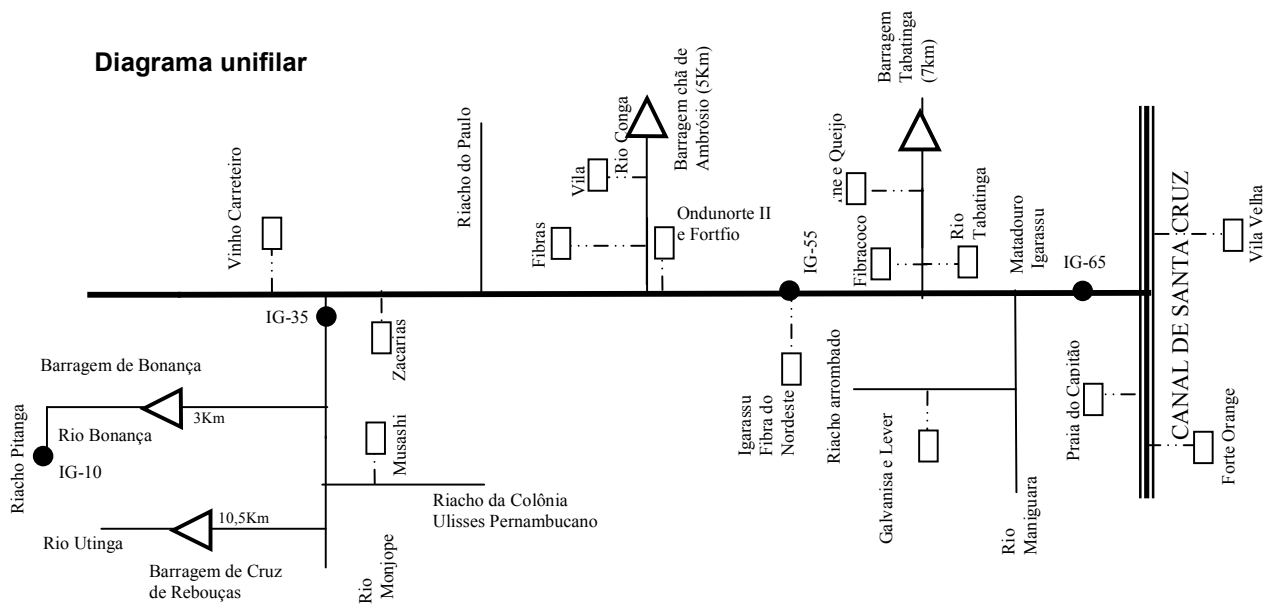 Diagrama unifilar
Vinho Carreteiro
Riacho do Paulo
Fibras
Vila
Rio Conga
Barragem chã de
Ambrósio (5Km)
Ondunorte II
e Fortfio
IG-55
Barragem
Tabatinga
(7km)
e Queijo
Fibracoco
Rio
Tabatinga
Matadouro
Igarassu
IG-65
CANAL DE SANTA CRUZ
Vila Velha
IG-35
Zacarias
Barragem de Bonança
3Km
Riacho Pitanga
Rio Bonança
IG-10
Musashi
Riacho da Colônia
Ulisses Pernambucano
10,5Km
Rio Utinga
Barragem de Cruz
de Rebouças
Rio
Monjope
Igarassu
Fibra do
Nordeste
Riacho arrombado
Galvanisa e Lever
Rio
Maniguara
Praia do Capitão
Forte Orange